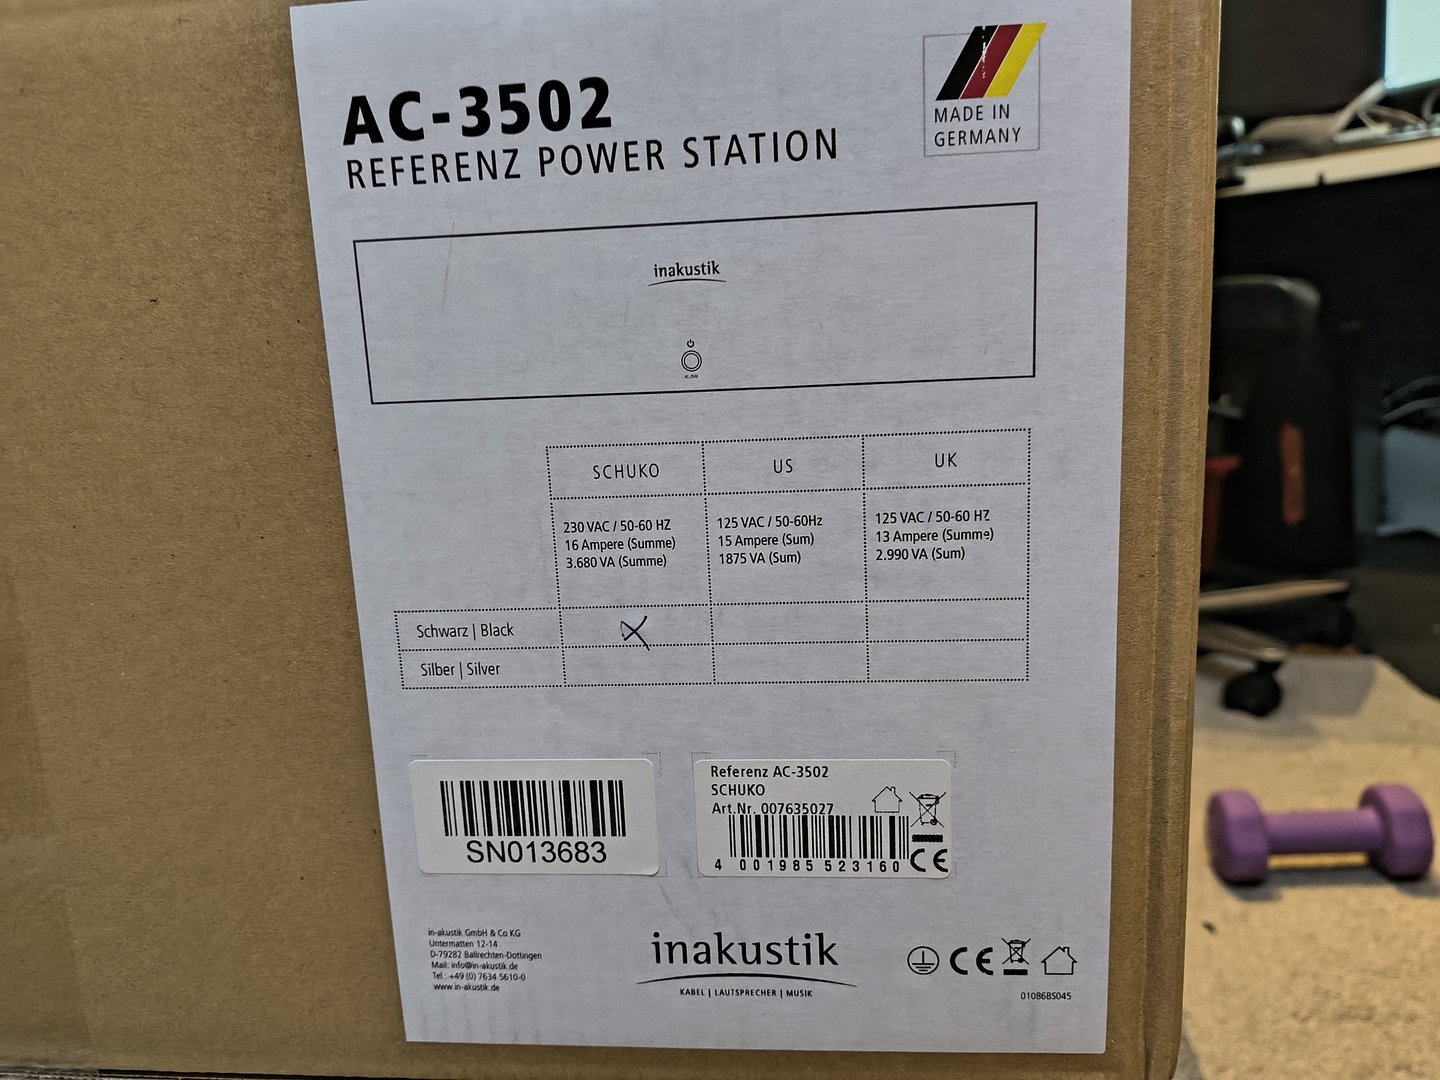 AC-3502
REFERENZ POWER STATION
MADE IN
GERMANY
inakustik
SCHUKO
US
UK
230 VAC / 50-60 HZ
16 Ampere (Summe)
3.680 VA (Summe)
125 VAC / 50-60Hz
15 Ampere (Sum)
1875 VA (Sum)
125 VAC / 50-60 HZ
13 Ampere (Summe)
2.990 VA (Sum)
Schwarz | Black
Silber | Silver
SN013683
Referenz AC-3502
SCHUKO
Art.Nr. 007635027
4 001985 523160
CE
in-akustik GmbH & Co KG
Untermatten 12-14
D-79282 Ballrechten-Dottingen
Mail: info@in-akustik.de
Tel.: +49 (0) 7634 5610-0
www.in-akustik.de
inakustik
KABEL | LAUTSPRECHER | MUSIK
CE
01086BS045